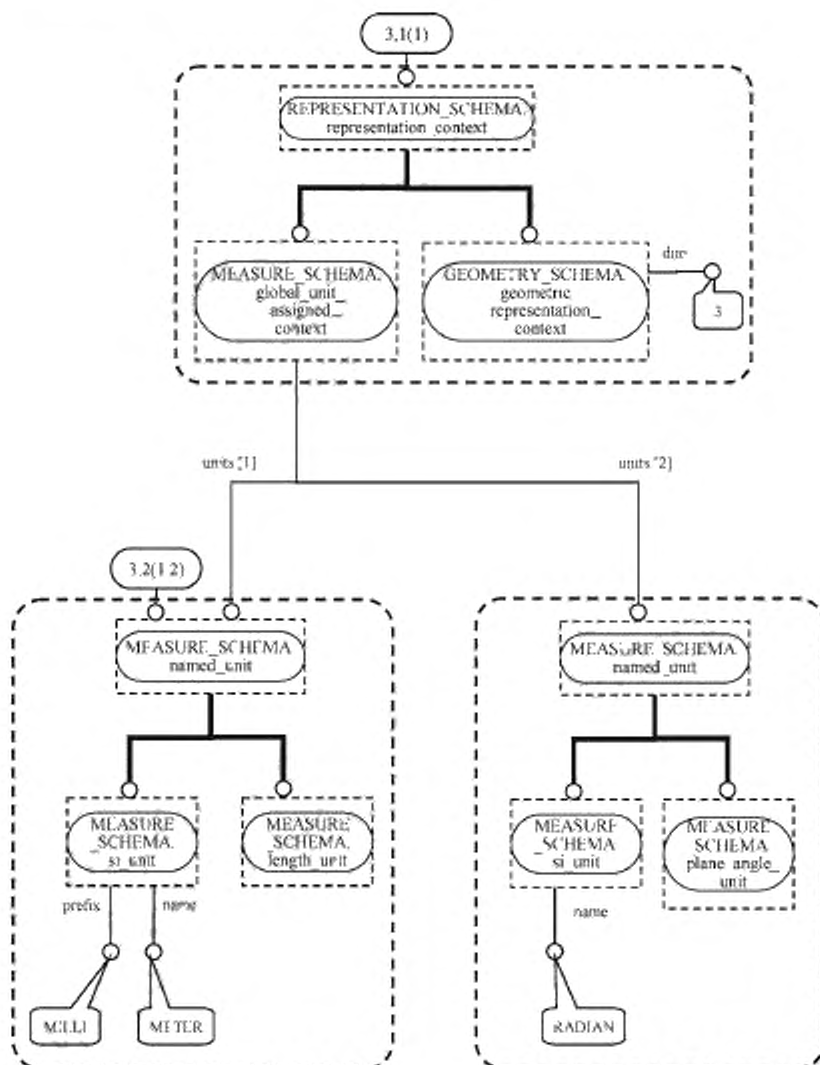 3,1(1)
REPRESENTATION_SCHEMA.
representation_context
MEASURE_SCHEMA.
global_unit_
assigned_
context
GEOMETRY_SCHEMA
geometric
representation_
context
dim
3
units [1]
units [2]
3,2(1 2)
MEASURE_SCHEMA
named_unit
MEASURE_SCHEMA
named_unit
MEASURE
_SCHEMA.
si_unit
MEASURE
_SCHEMA.
length_unit
MEASURE
_SCHEMA
si_unit
MEASURE
SCHEMA
plane_angle_
unit
prefix
name
name
MILLI
METER
RADIAN